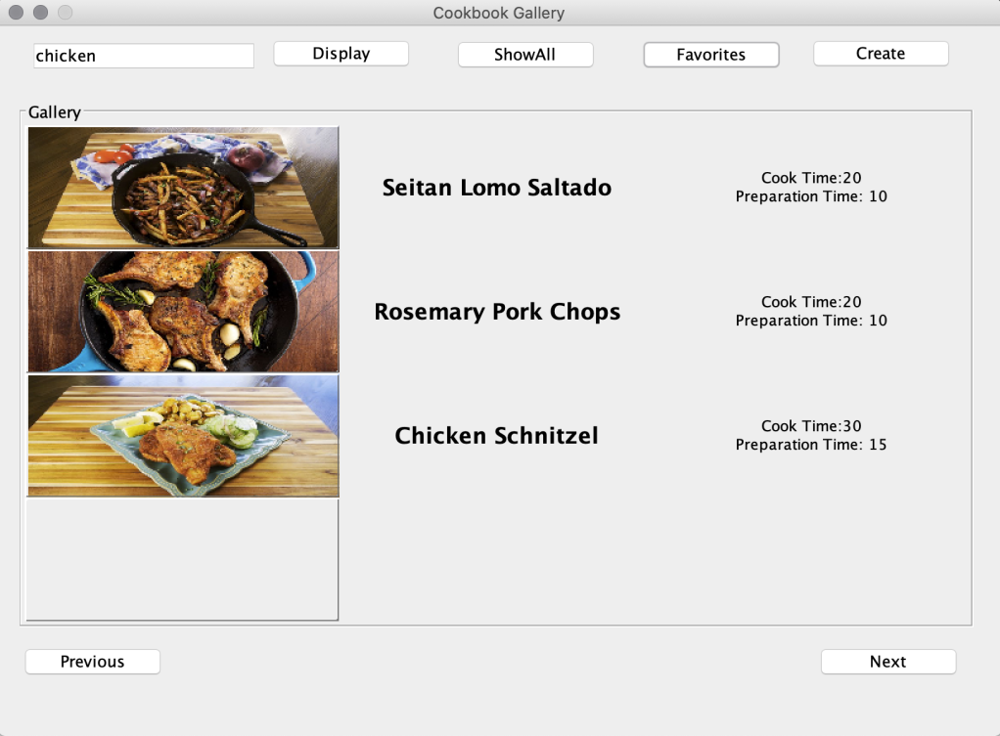 Cookbook Gallery
chicken
Display
ShowAll
Favorites
Create
Gallery
Seitan Lomo Saltado
Cook Time:20
Preparation Time: 10
Rosemary Pork Chops
Cook Time:20
Preparation Time: 10
Chicken Schnitzel
Cook Time:30
Preparation Time: 15
Previous
Next